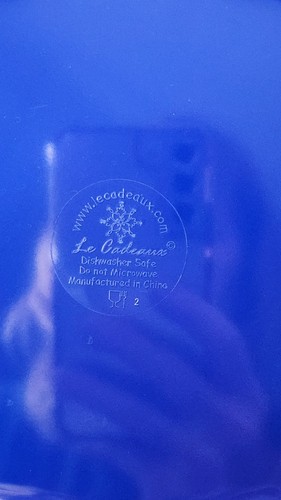 www.lecadeaux.com
Le Cadeaux©
Dishwasher Safe
Do not Microwave
Manufactured in China
2